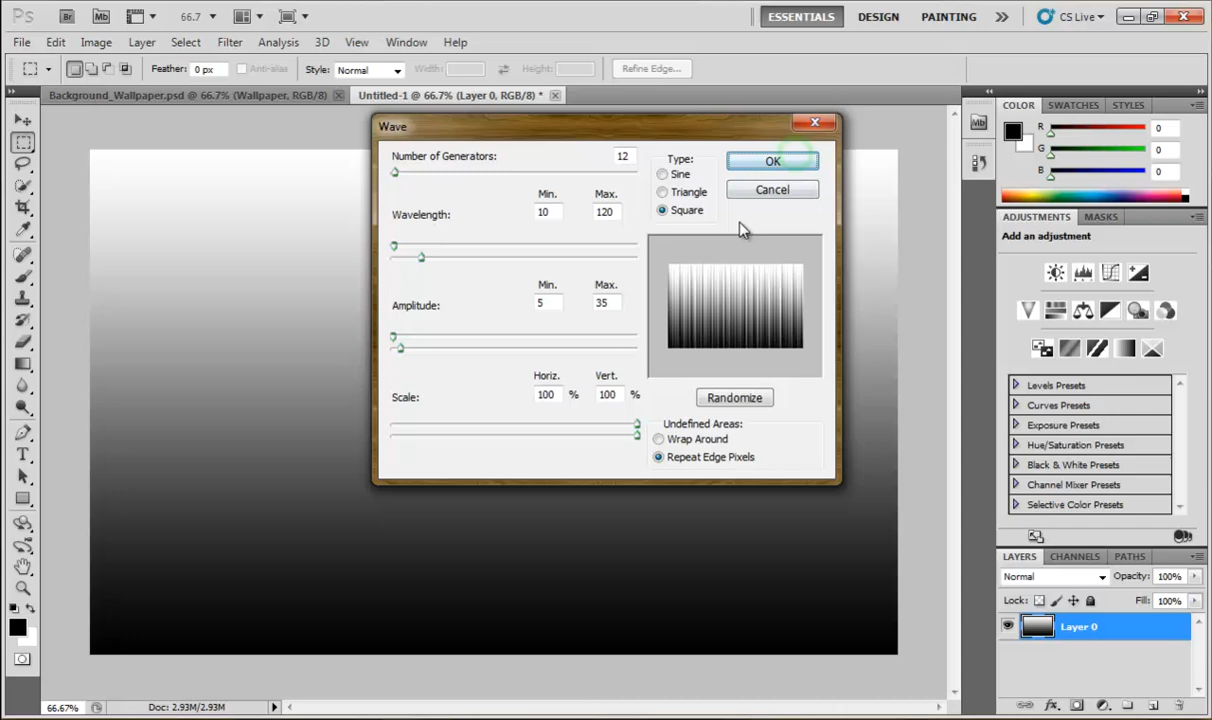 Ps Br Mb 66.7 ESSENTIALS DESIGN PAINTING CS Live
File Edit Image Layer Select Filter Analysis 3D View Window Help
Feather: 0 px Anti-alias Style: Normal Width: Height: Refine Edge...
Background_Wallpaper.psd @ 66.7% (Wallpaper, RGB/8) Untitled-1 @ 66.7% (Layer 0, RGB/8) *
Wave
Number of Generators: 12
Min. Max.
Wavelength: 10 120
Min. Max.
Amplitude: 5 35
Horiz. Vert.
Scale: 100 % 100 %
Type:
Sine
Triangle
Square
OK
Cancel
Randomize
Undefined Areas:
Wrap Around
Repeat Edge Pixels
Mb
COLOR SWATCHES STYLES
R 0
G 0
B 0
ADJUSTMENTS MASKS
Add an adjustment
Levels Presets
Curves Presets
Exposure Presets
Hue/Saturation Presets
Black & White Presets
Channel Mixer Presets
Selective Color Presets
LAYERS CHANNELS PATHS
Normal Opacity: 100%
Lock: Fill: 100%
Layer 0
T
fx
66.67% Doc: 2.93M/2.93M